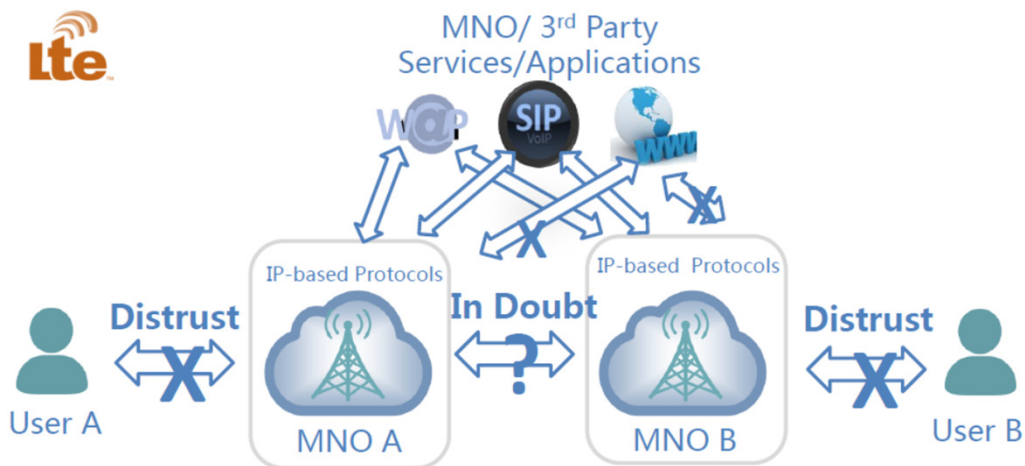 Lte
MNO/ 3rd Party
Services/Applications
W@P
SIP
VoIP
WWW
X
X
IP-based Protocols
IP-based Protocols
Distrust
In Doubt
Distrust
X
?
X
User A
MNO A
MNO B
User B